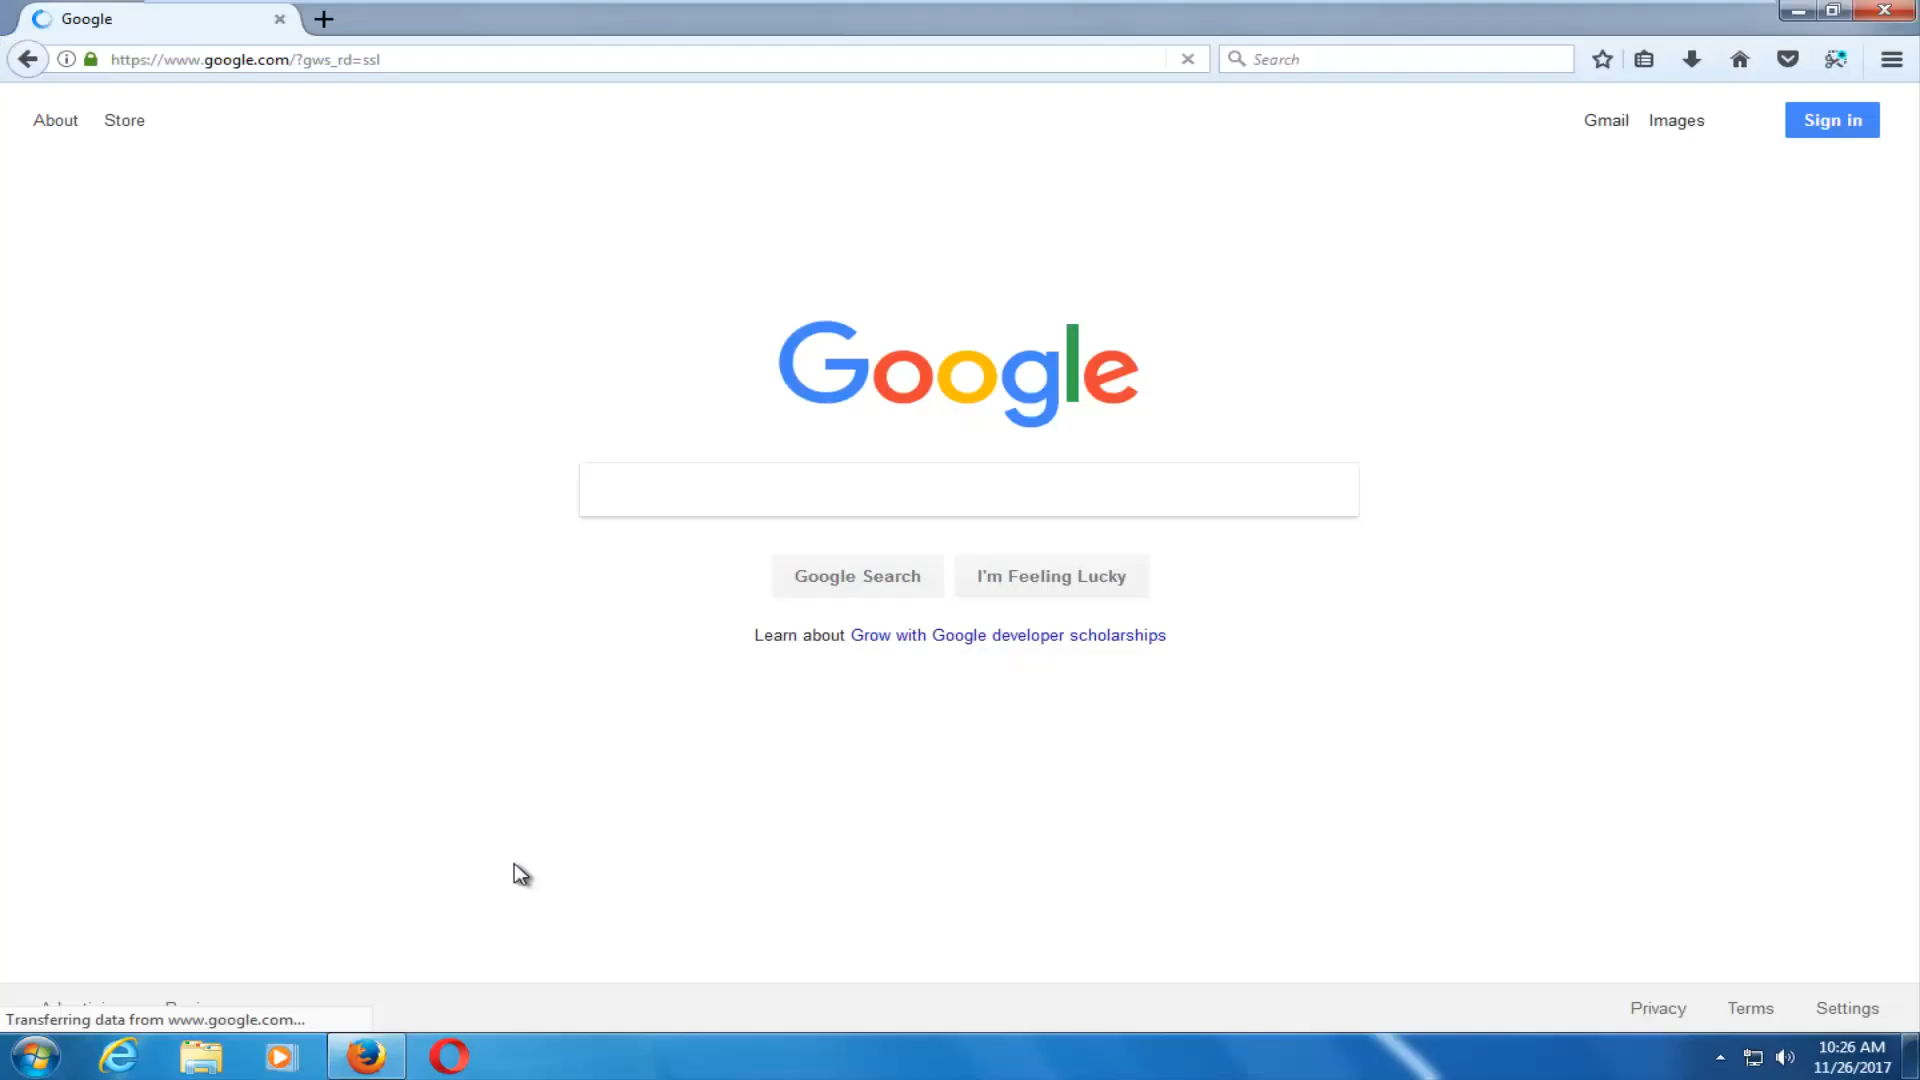 Google
https://www.google.com/?gws_rd=ssl
Search
About Store
Gmail Images Sign in
Google
Google Search I'm Feeling Lucky
Learn about Grow with Google developer scholarships
Privacy Terms Settings
Transferring data from www.google.com...
10:26 AM
11/26/2017